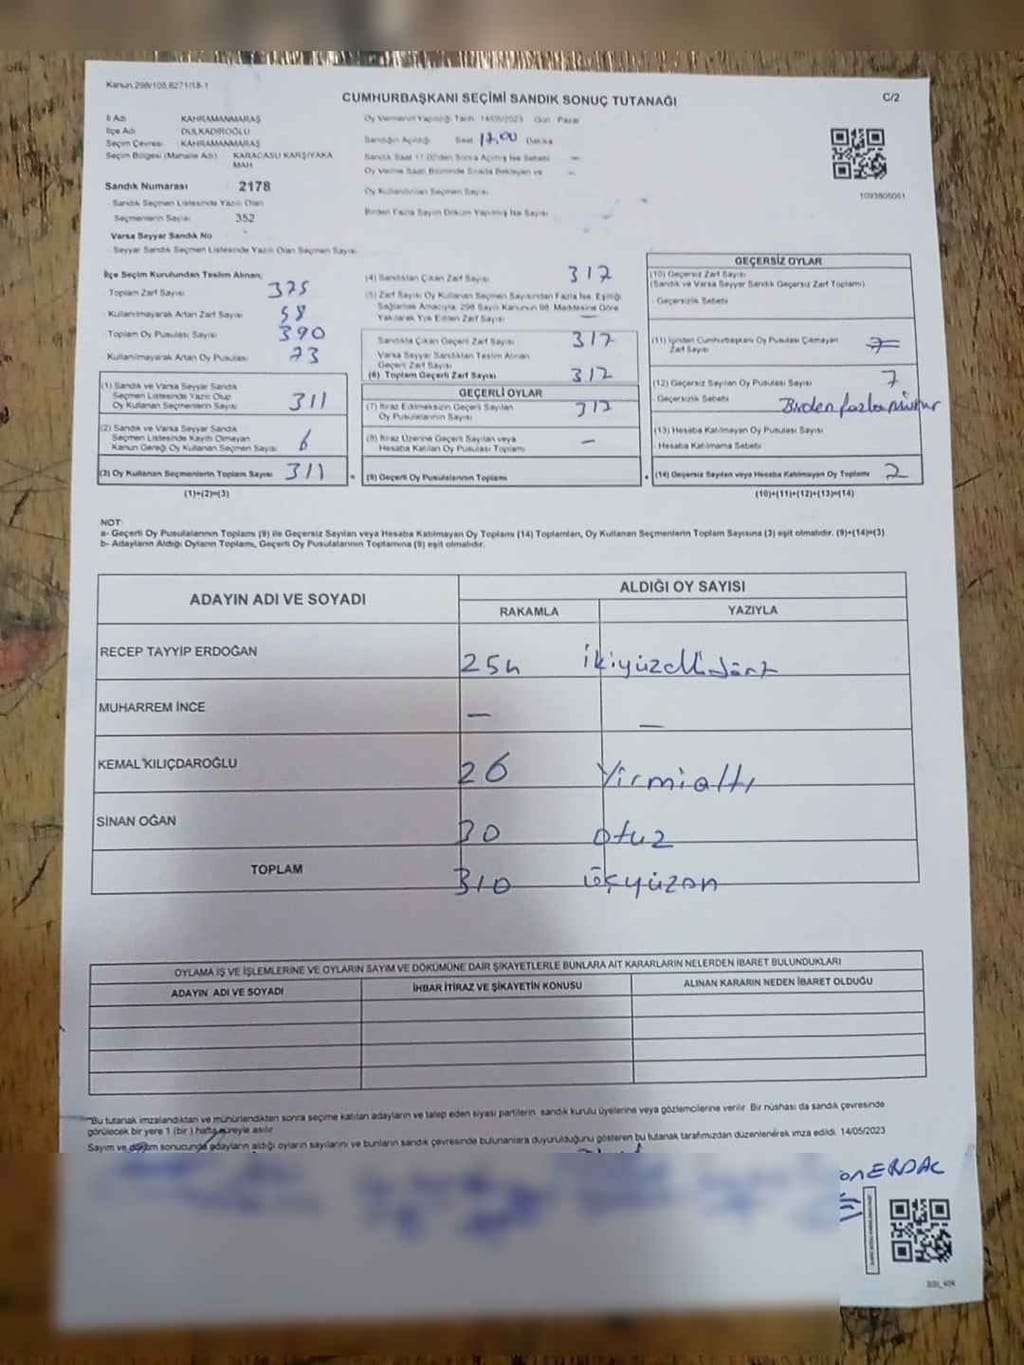 Kanun.298/105,6271/18-1
CUMHURBAŞKANI SEÇİMİ SANDIK SONUÇ TUTANAĞI
C/2
İl Adı KAHRAMANMARAŞ
İlçe Adı DULKADİROĞLU
Seçim Çevresi KAHRAMANMARAŞ
Seçim Bölgesi (Mahalle Adı) KARACASU KARŞIYAKA MAH.
Sandık Numarası 2178
Sandık Seçmen Listesinde Yazılı Olan
Seçmenlerin Sayısı 352
Varsa Seyyar Sandık No
Seyyar Sandık Seçmen Listesinde Yazılı Olan Seçmen Sayısı
Oy Vermenin Yapıldığı Tarih 14/05/2023 Gün Pazar
Sandığın Açıldığı Saat 17,00 Dakika
Sandık Saat 17.00'den Sonra Açılmış İse Sebebi —
Oy Verme Saati Bitiminde Sırada Bekleyen ve —
Oy Kullandırılan Seçmen Sayısı
Birden Fazla Sayım Döküm Yapılmış İse Sayısı
1093805051
İlçe Seçim Kurulundan Teslim Alınan;
Toplam Zarf Sayısı 375
Kullanılmayarak Artan Zarf Sayısı 58
Toplam Oy Pusulası Sayısı 390
Kullanılmayarak Artan Oy Pusulası 73
(1) Sandık ve Varsa Seyyar Sandık
Seçmen Listesinde Yazılı Olup
Oy Kullanan Seçmenlerin Sayısı 311
(2) Sandık ve Varsa Seyyar Sandık
Seçmen Listesinde Kayıtlı Olmayan
Kanun Gereği Oy Kullanan Seçmen Sayısı 6
(3) Oy Kullanan Seçmenlerin Toplam Sayısı 311
(1)+(2)=(3)
(4) Sandıktan Çıkan Zarf Sayısı 317
(5) Zarf Sayısı Oy Kullanan Seçmen Sayısından Fazla İse, Eşitliği
Sağlamak Amacıyla, 298 Sayılı Kanunun 98. Maddesine Göre
Yakılarak Yok Edilen Zarf Sayısı —
Sandıkta Çıkan Geçerli Zarf Sayısı 317
Varsa Seyyar Sandıktan Teslim Alınan
Geçerli Zarf Sayısı
(6) Toplam Geçerli Zarf Sayısı 317
GEÇERLİ OYLAR
(7) İtiraz Edilmeksizin Geçerli Sayılan
Oy Pusulalarının Sayısı 317
(8) İtiraz Üzerine Geçerli Sayılan veya
Hesaba Katılan Oy Pusulası Toplamı —
(9) Geçerli Oy Pusulalarının Toplamı
GEÇERSİZ OYLAR
(10) Geçersiz Zarf Sayısı
(Sandık ve Varsa Seyyar Sandık Geçersiz Zarf Toplamı)
Geçersizlik Sebebi
(11) İçinden Cumhurbaşkanı Oy Pusulası Çıkmayan
Zarf Sayısı
(12) Geçersiz Sayılan Oy Pusulası Sayısı 7
Geçersizlik Sebebi Birden fazla mühür
(13) Hesaba Katılmayan Oy Pusulası Sayısı
Hesaba Katılmama Sebebi
(14) Geçersiz Sayılan veya Hesaba Katılmayan Oy Toplamı 2
(10)+(11)+(12)+(13)=(14)
NOT:
a- Geçerli Oy Pusulalarının Toplamı (9) ile Geçersiz Sayılan veya Hesaba Katılmayan Oy Toplamı (14) Toplamları, Oy Kullanan Seçmenlerin Toplam Sayısına (3) eşit olmalıdır. (9)+(14)=(3)
b- Adayların Aldığı Oyların Toplamı, Geçerli Oy Pusulalarının Toplamına (9) eşit olmalıdır.
ADAYIN ADI VE SOYADI
ALDIĞI OY SAYISI
RAKAMLA YAZIYLA
RECEP TAYYİP ERDOĞAN 254 ikiyüzellidört
MUHARREM İNCE — —
KEMAL KILIÇDAROĞLU 26 Yirmialtı
SİNAN OĞAN 30 otuz
TOPLAM 310 üçyüzon
OYLAMA İŞ VE İŞLEMLERİNE VE OYLARIN SAYIM VE DÖKÜMÜNE DAİR ŞİKAYETLERLE BUNLARA AİT KARARLARIN NELERDEN İBARET BULUNDUKLARI
ADAYIN ADI VE SOYADI İHBAR İTİRAZ VE ŞİKAYETİN KONUSU ALINAN KARARIN NEDEN İBARET OLDUĞU
"Bu tutanak imzalandıktan ve mühürlendikten sonra seçime katılan adayların ve talep eden siyasi partilerin sandık kurulu üyelerine veya gözlemcilerine verilir. Bir nüshası da sandık çevresinde
görülecek bir yere 1 (bir) hafta süreyle asılır.
Sayım ve döküm sonucunda adayların aldığı oyların sayılarını ve bunların sandık çevresinde bulunanlara duyurulduğunu gösteren bu tutanak tarafımızdan düzenlenerek imza edildi. 14/05/2023